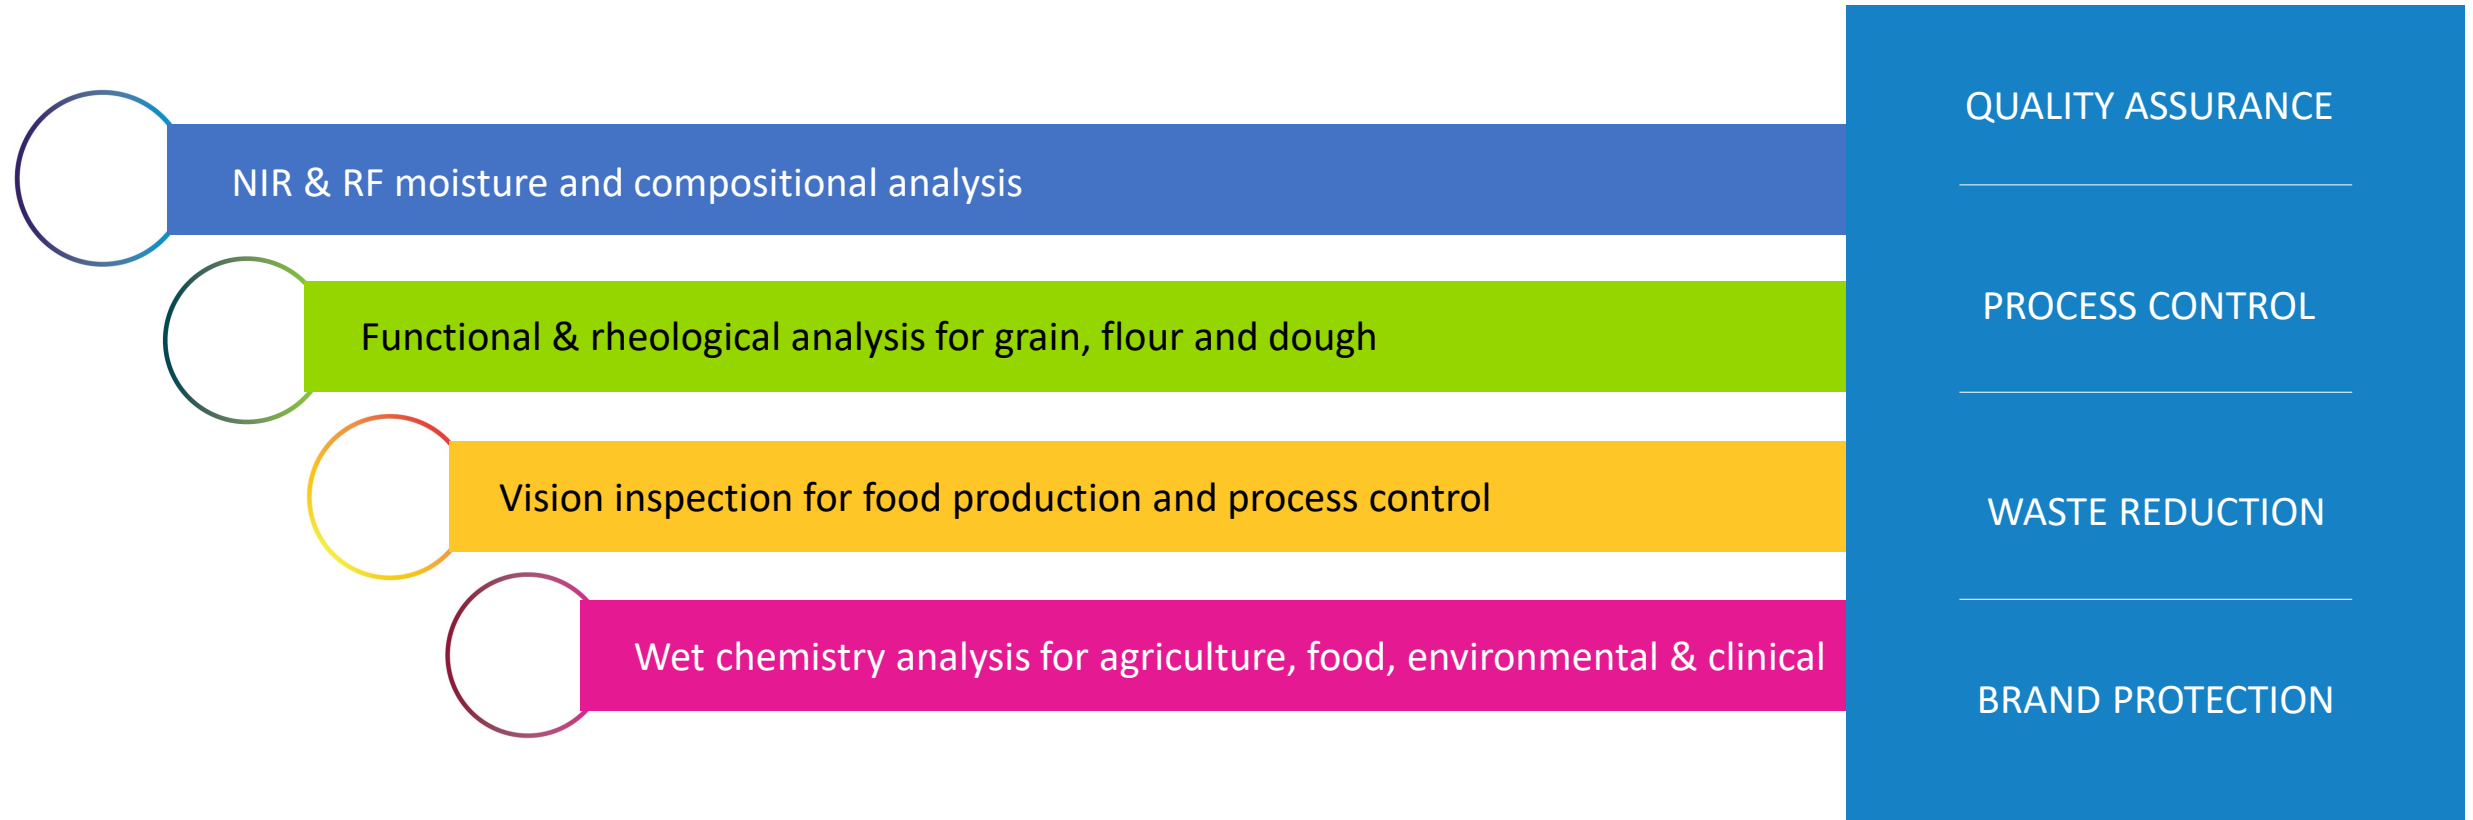 NIR & RF moisture and compositional analysis
Functional & rheological analysis for grain, flour and dough
Vision inspection for food production and process control
Wet chemistry analysis for agriculture, food, environmental & clinical
QUALITY ASSURANCE
PROCESS CONTROL
WASTE REDUCTION
BRAND PROTECTION